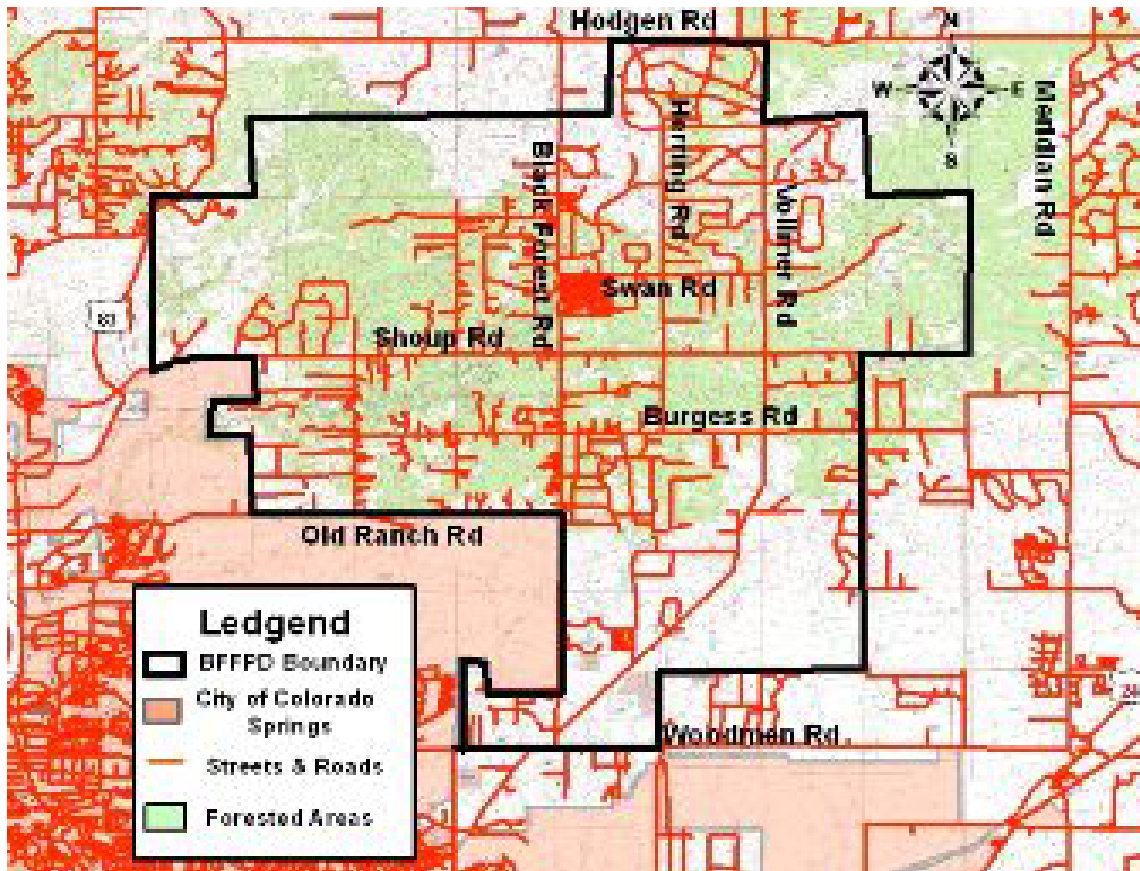 Hodgen Rd
N
W
E
S
Meridian Rd
Herring Rd
Black Forest Rd
Vollmer Rd
Swan Rd
83
Shoup Rd
Burgess Rd
Old Ranch Rd
Ledgend
BFFPD Boundary
City of Colorado
Springs
Streets & Roads
Forested Areas
24
Woodmen Rd.